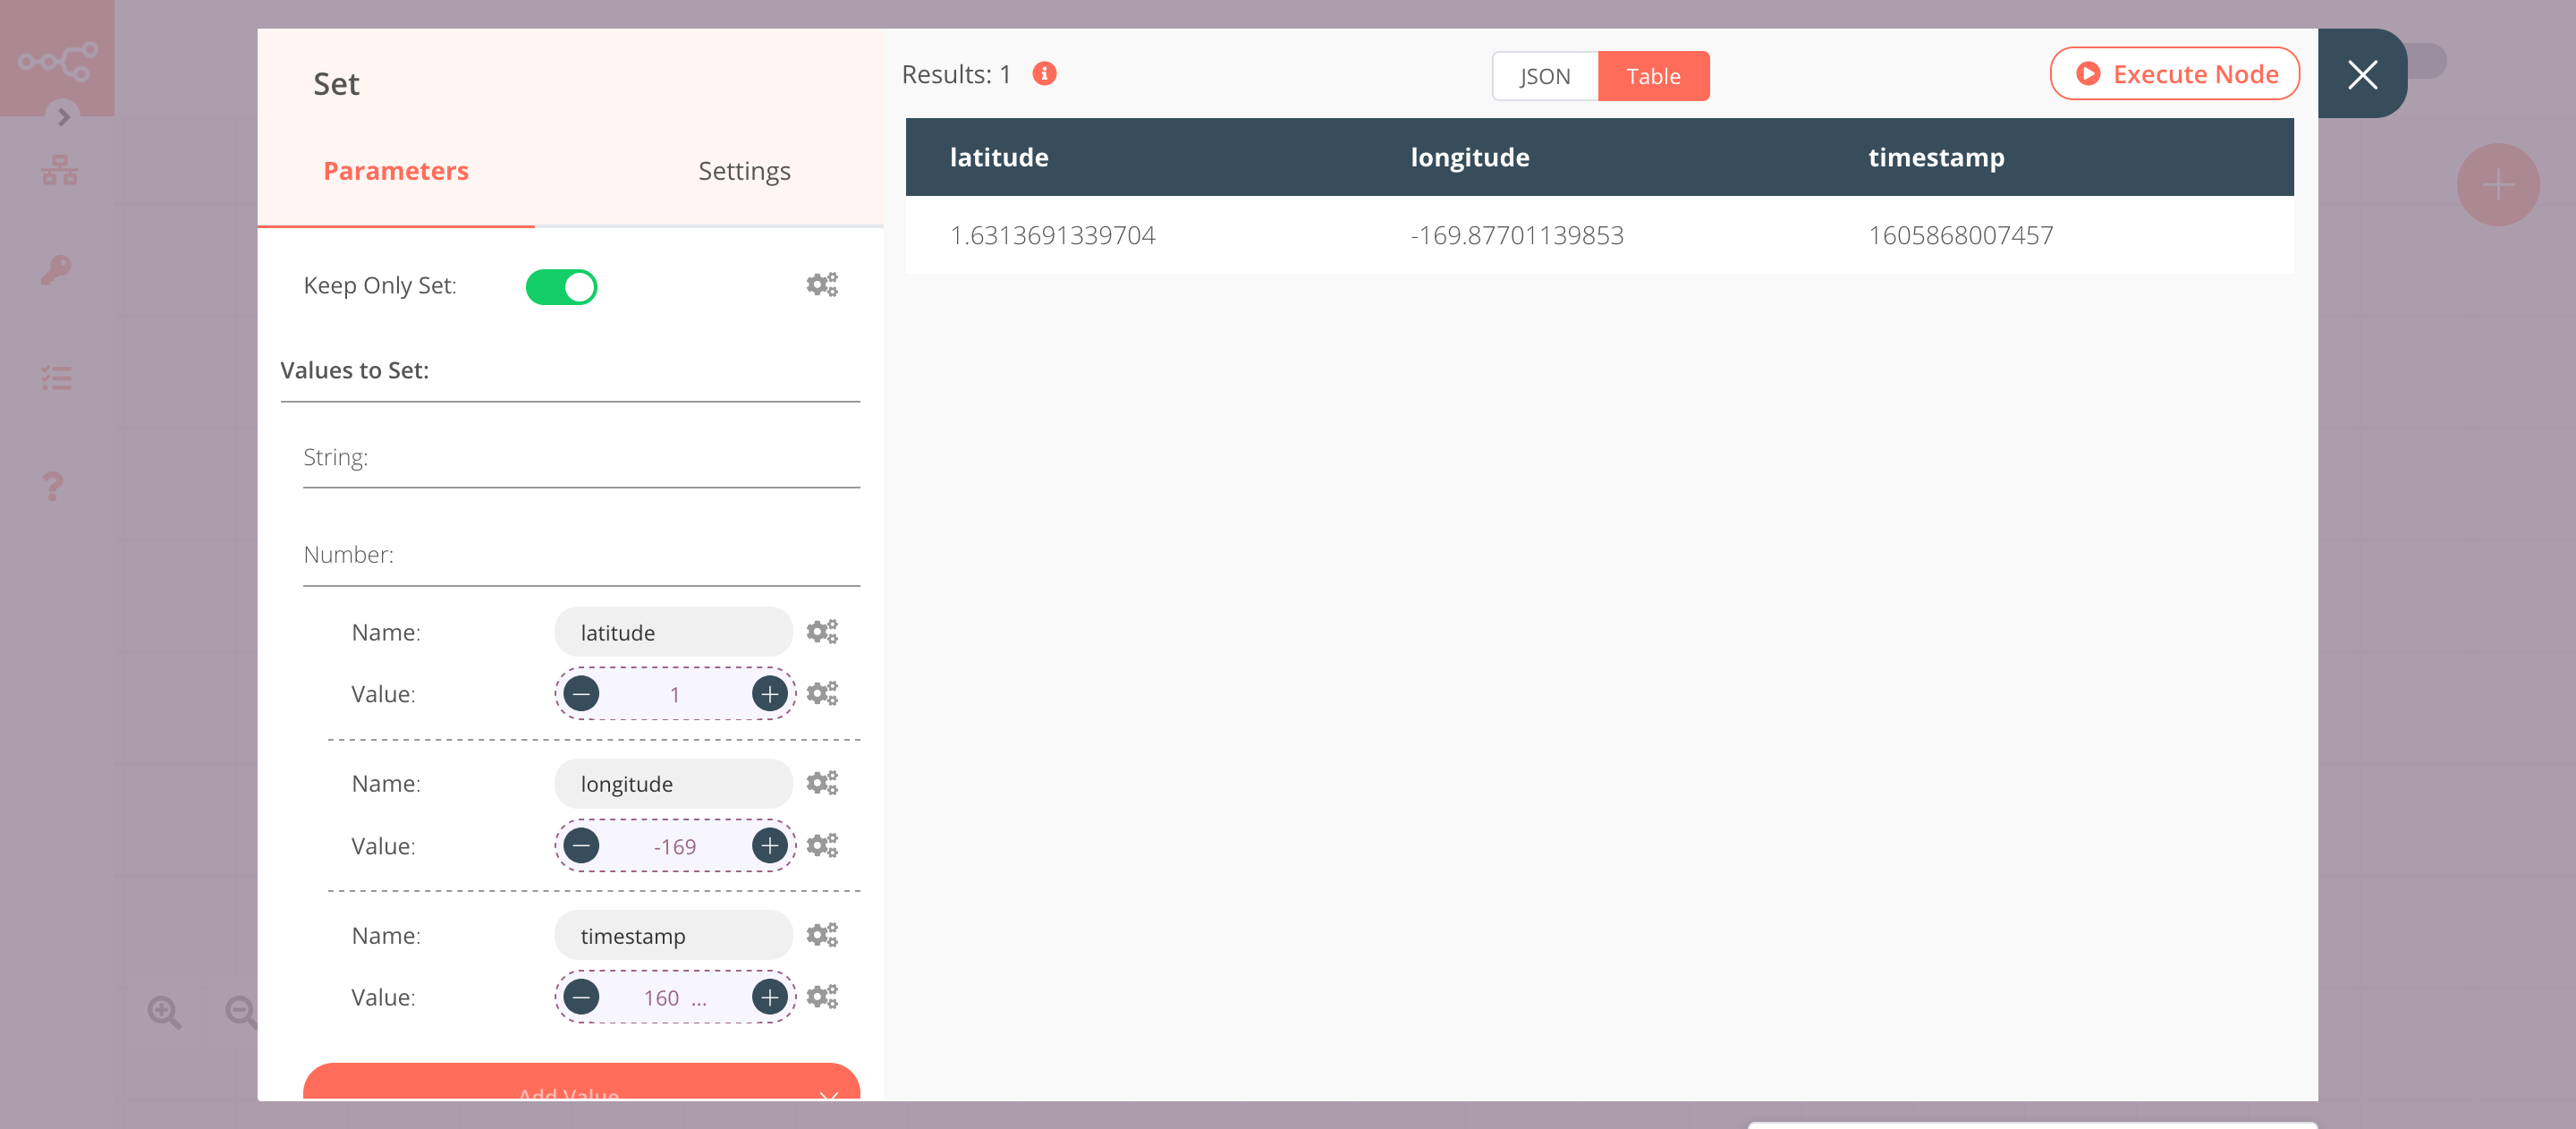 Set
Parameters
Settings
Keep Only Set:
Values to Set:
String:
Number:
Name:
latitude
Value:
1
Name:
longitude
Value:
-169
Name:
timestamp
Value:
160 ...
Add Value
Results: 1
JSON
Table
Execute Node
latitude longitude timestamp
1.6313691339704 -169.87701139853 1605868007457